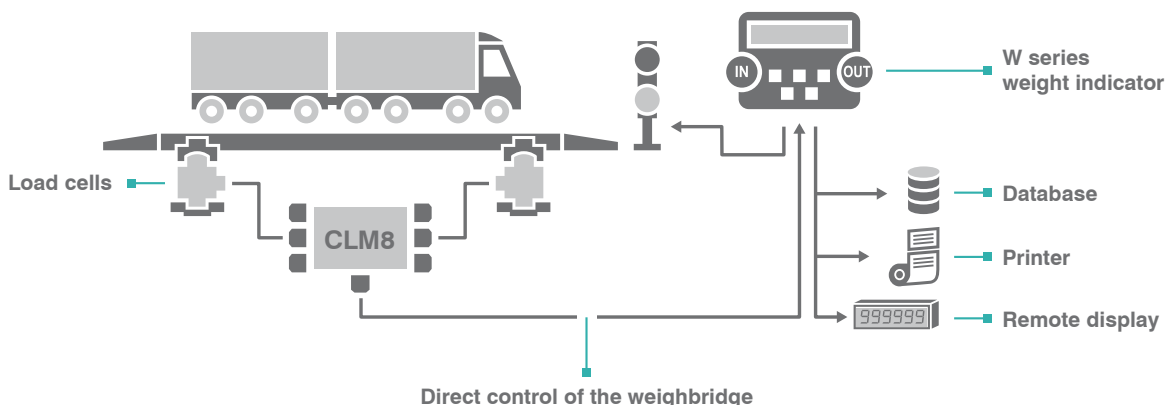 IN
OUT
W series
weight indicator
Load cells
CLM8
Database
Printer
999999
Remote display
Direct control of the weighbridge